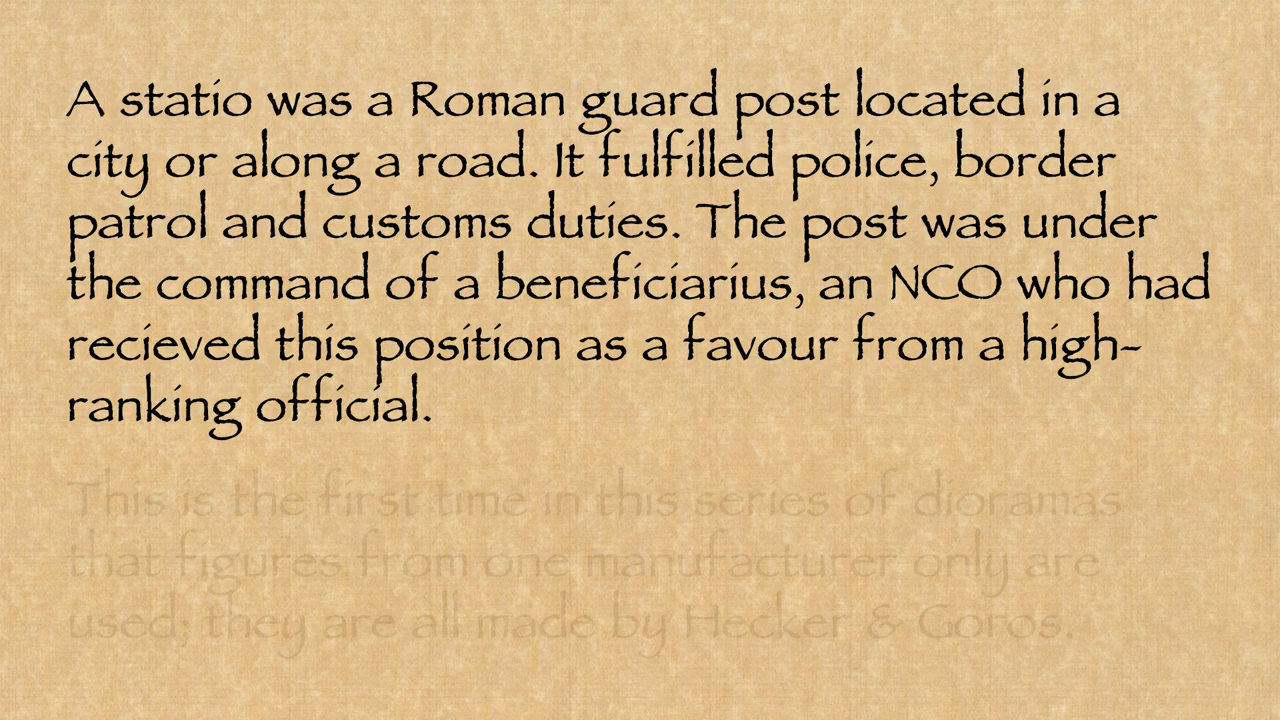 A statio was a Roman guard post located in a
city or along a road. It fulfilled police, border
patrol and customs duties. The post was under
the command of a beneficiarius, an NCO who had
recieved this position as a favour from a high-
ranking official.
This is the first time in this series of dioramas
that figures from one manufacturer only are
used; they are all made by Hecker & Goros.